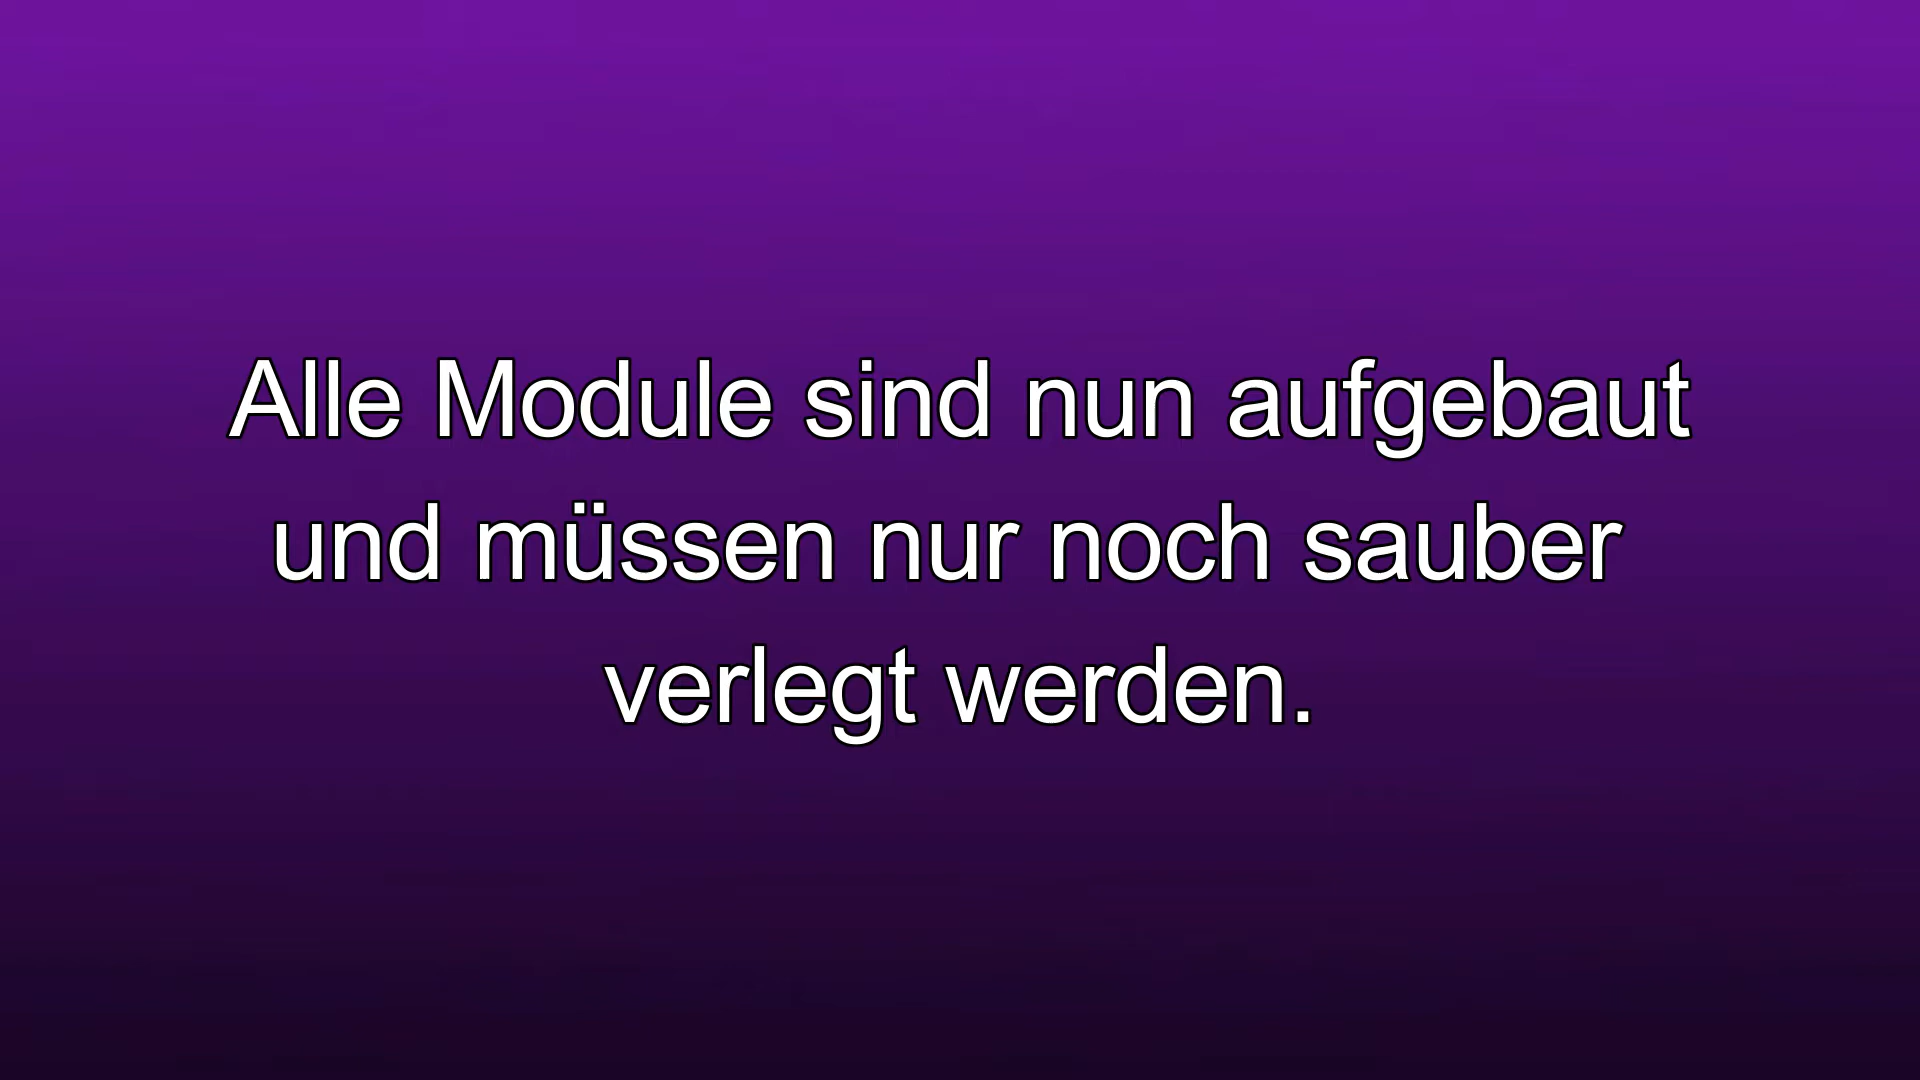 Alle Module sind nun aufgebaut
und müssen nur noch sauber
verlegt werden.